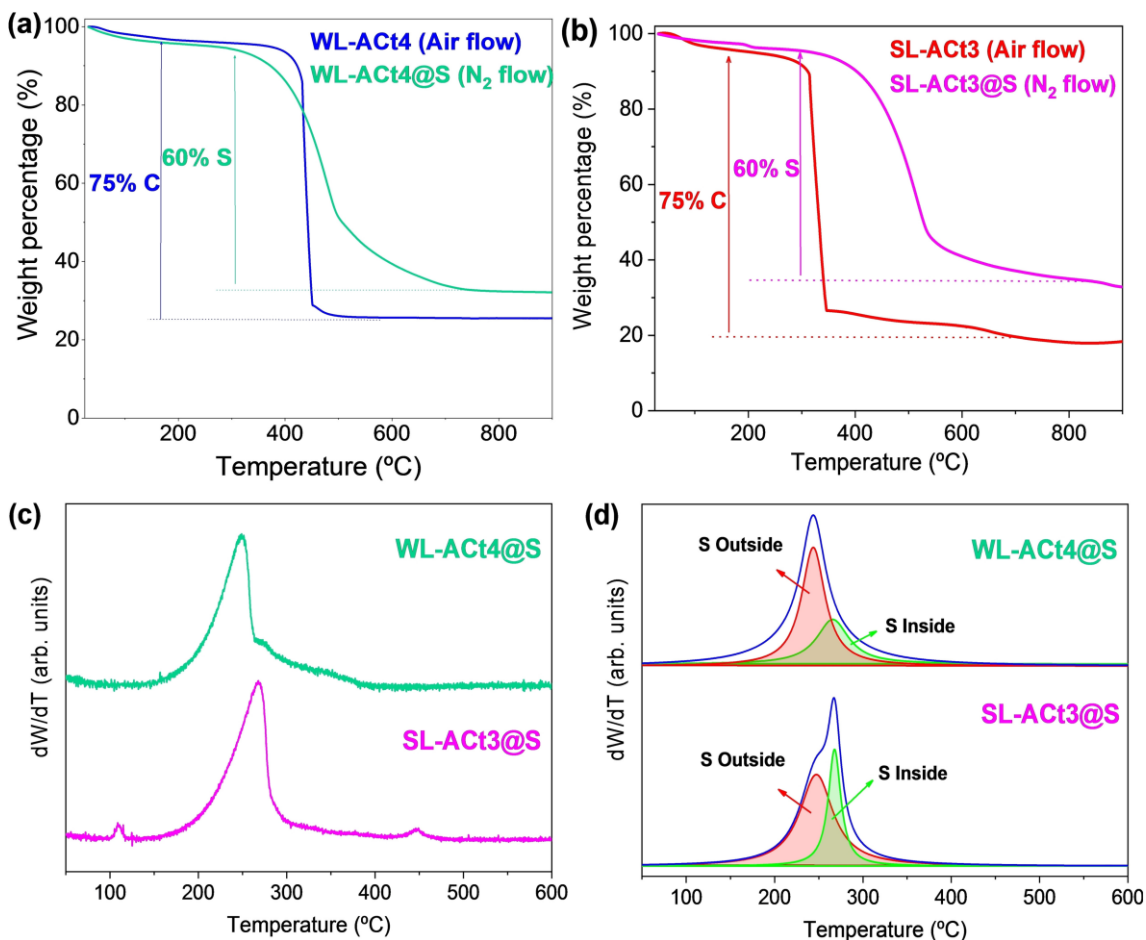 (a)
WL-ACt4 (Air flow)
WL-ACt4@S (N₂ flow)
60% S
75% C
Weight percentage (%)
100
80
60
40
20
0
200
400
600
800
Temperature (ºC)
(b)
SL-ACt3 (Air flow)
SL-ACt3@S (N₂ flow)
60% S
75% C
Weight percentage (%)
100
80
60
40
20
0
200
400
600
800
Temperature (ºC)
(c)
WL-ACt4@S
SL-ACt3@S
dW/dT (arb. units)
100
200
300
400
500
600
Temperature (ºC)
(d)
WL-ACt4@S
S Outside
S Inside
SL-ACt3@S
S Outside
S Inside
dW/dT (arb. units)
100
200
300
400
500
600
Temperature (ºC)